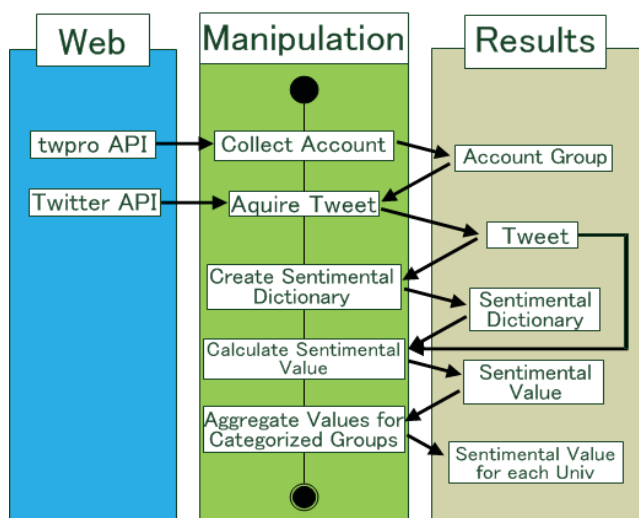 Web
Manipulation
Results
twpro API
Collect Account
Account Group
Twitter API
Aquire Tweet
Tweet
Create Sentimental
Dictionary
Sentimental
Dictionary
Calculate Sentimental
Value
Sentimental
Value
Aggregate Values for
Categorized Groups
Sentimental Value
for each Univ